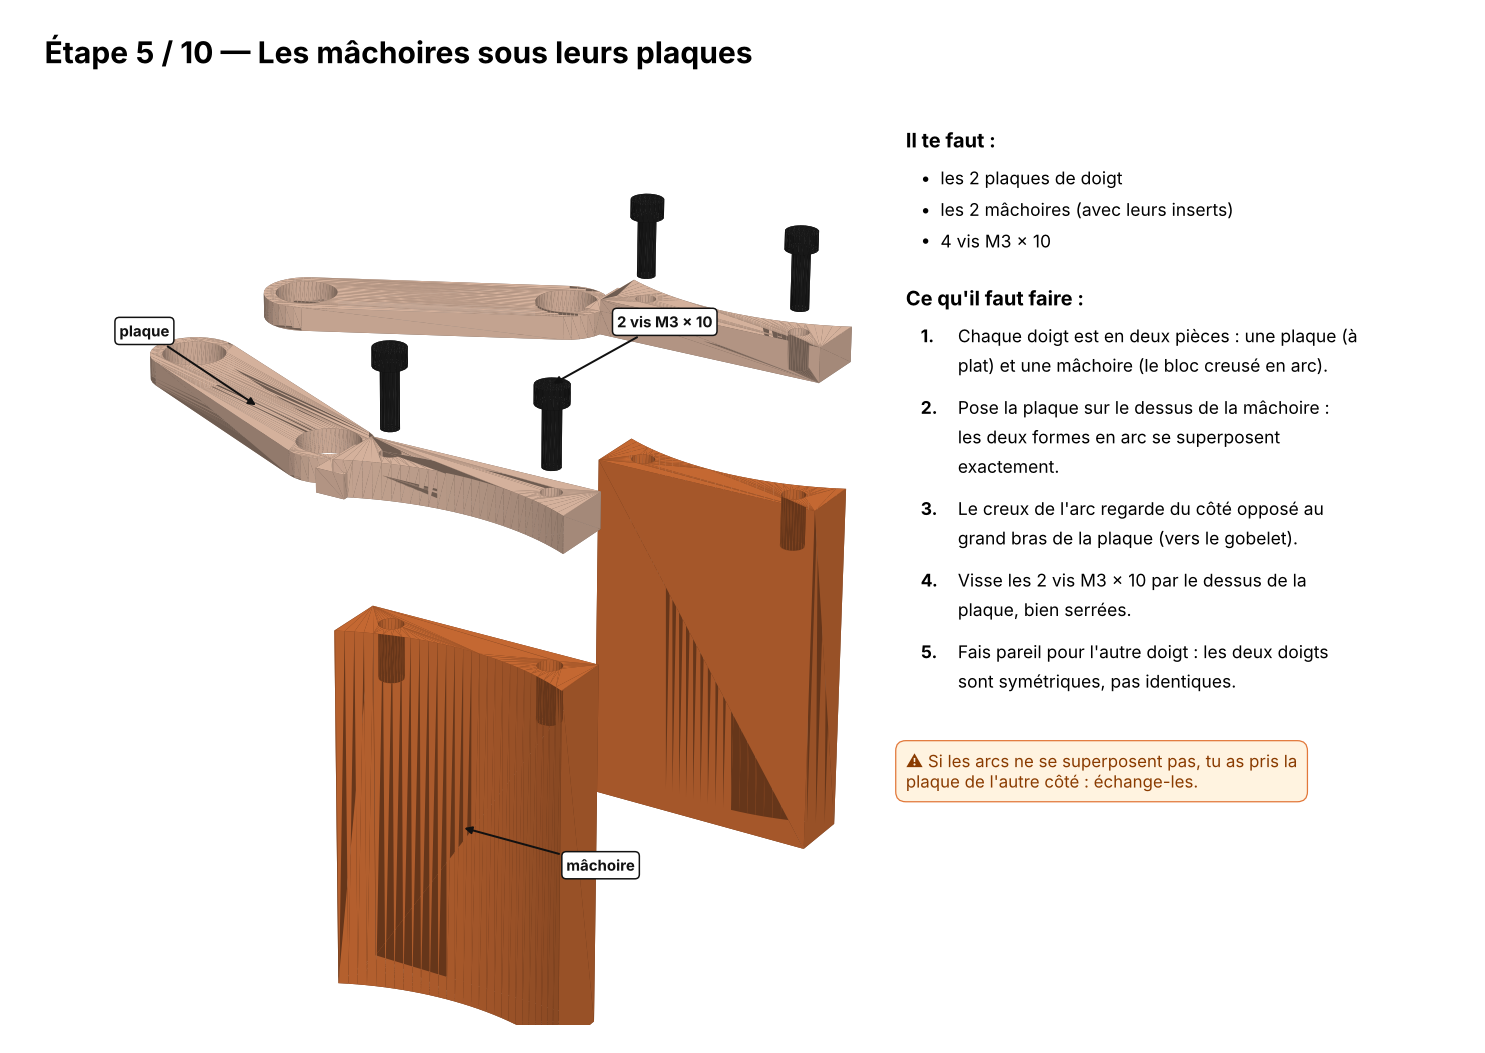 Étape 5 / 10 — Les mâchoires sous leurs plaques
Il te faut :
• les 2 plaques de doigt
• les 2 mâchoires (avec leurs inserts)
• 4 vis M3 × 10
Ce qu'il faut faire :
1. Chaque doigt est en deux pièces : une plaque (à
plat) et une mâchoire (le bloc creusé en arc).
2. Pose la plaque sur le dessus de la mâchoire :
les deux formes en arc se superposent
exactement.
3. Le creux de l'arc regarde du côté opposé au
grand bras de la plaque (vers le gobelet).
4. Visse les 2 vis M3 × 10 par le dessus de la
plaque, bien serrées.
5. Fais pareil pour l'autre doigt : les deux doigts
sont symétriques, pas identiques.
⚠ Si les arcs ne se superposent pas, tu as pris la
plaque de l'autre côté : échange-les.
plaque
2 vis M3 × 10
mâchoire